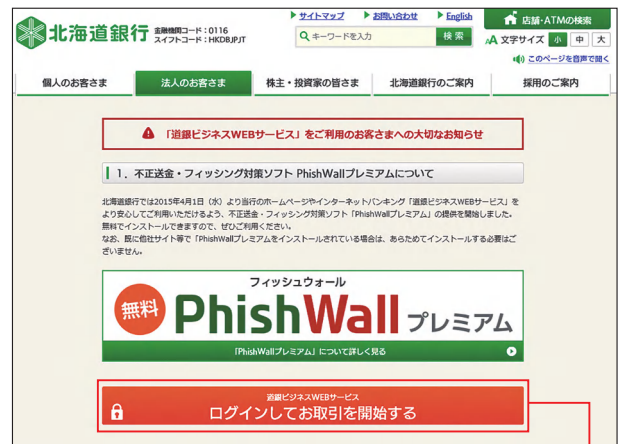 サイトマップ お問い合わせ English 店舗・ATMの検索
北海道銀行 金融機関コード：0116
スイフトコード：HKDBJPJT
キーワードを入力 検索 AA 文字サイズ 小 中 大
このページを音声で聞く
個人のお客さま 法人のお客さま 株主・投資家の皆さま 北海道銀行のご案内 採用のご案内
「道銀ビジネスWEBサービス」をご利用のお客さまへの大切なお知らせ
1．不正送金・フィッシング対策ソフト PhishWallプレミアムについて
北海道銀行では2015年4月1日（水）より当行のホームページやインターネットバンキング「道銀ビジネスWEBサービス」を
より安心してご利用いただけるよう、不正送金・フィッシング対策ソフト「PhishWallプレミアム」の提供を開始しました。
無料でインストールできますので、ぜひご利用ください。
なお、既に他社サイト等で「PhishWallプレミアムをインストールされている場合は、あらためてインストールする必要はご
ざいません。
フィッシュウォール
無料 PhishWall プレミアム
「PhishWallプレミアム」について詳しく見る
道銀ビジネスWEBサービス
ログインしてお取引を開始する